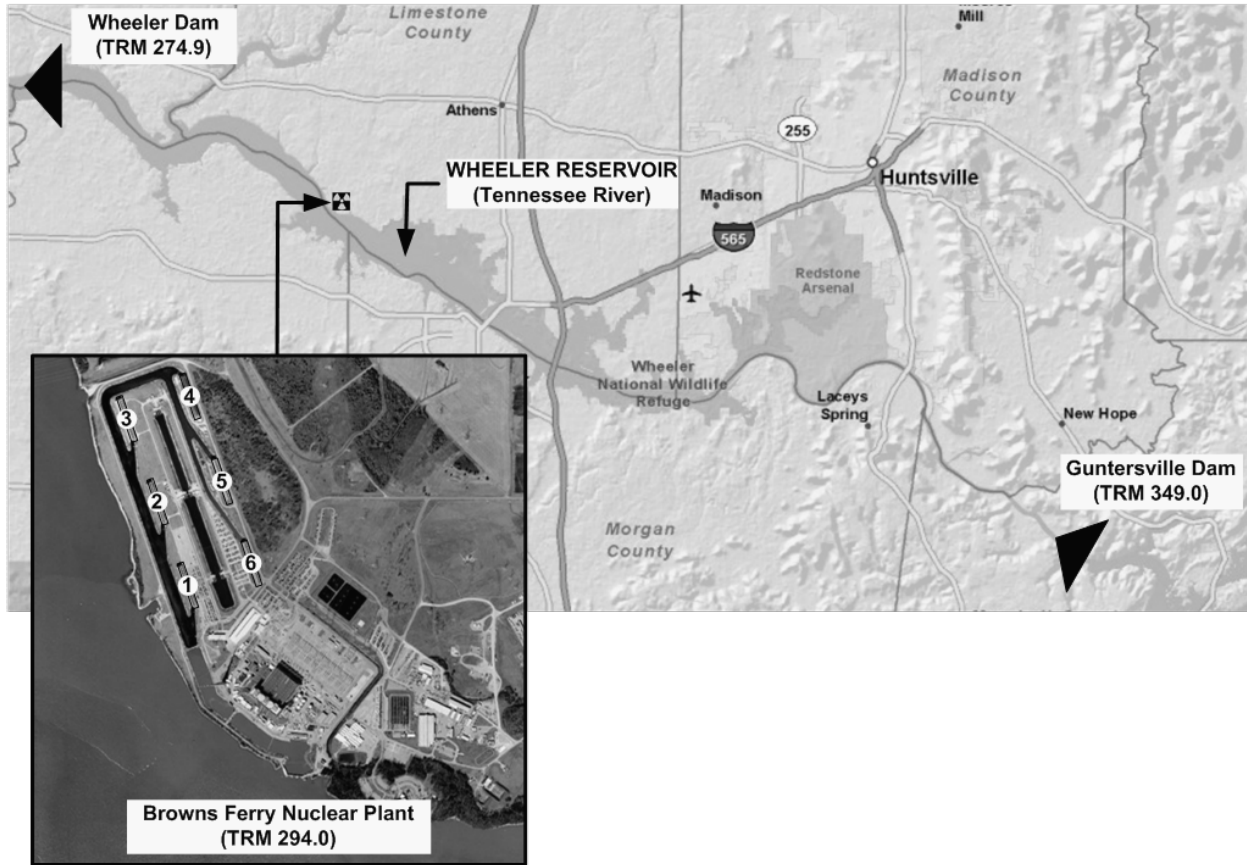 Wheeler Dam
(TRM 274.9)
Limestone
County
Mill
Madison
County
Athens
255
WHEELER RESERVOIR
(Tennessee River)
Huntsville
Madison
565
Redstone
Arsenal
Wheeler
National Wildlife
Refuge
Laceys
Spring
New Hope
Guntersville Dam
(TRM 349.0)
Morgan
County
4
3
5
2
6
1
Browns Ferry Nuclear Plant
(TRM 294.0)